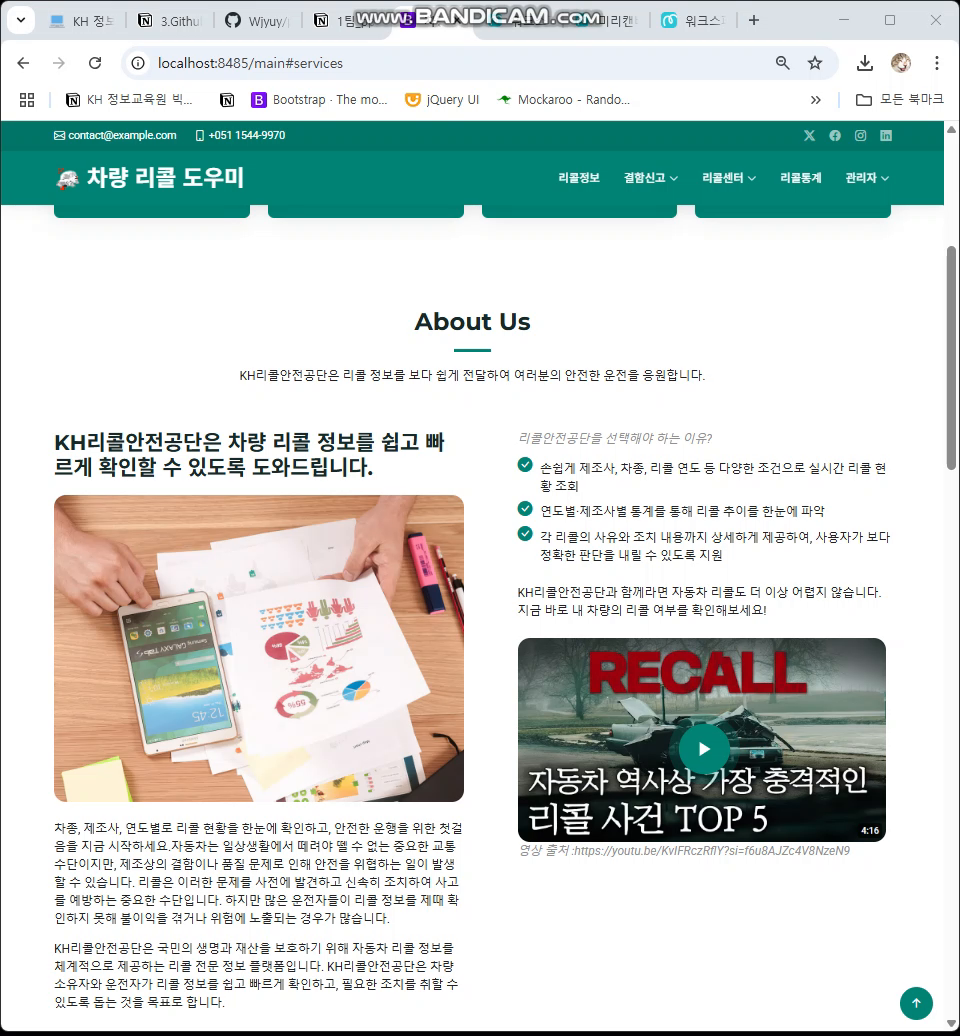 KH 정보
3.Githu
Wjyuy/
1팀_
www.BANDICAM.com
미리캔
워크스
localhost:8485/main#services
KH 정보교육원 빅...
Bootstrap · The mo...
jQuery UI
Mockaroo - Rando...
모든 북마크
contact@example.com
+051 1544-9970
차량 리콜 도우미
리콜정보
결함신고
리콜센터
리콜통계
관리자
About Us
KH리콜안전공단은 리콜 정보를 보다 쉽게 전달하여 여러분의 안전한 운전을 응원합니다.
KH리콜안전공단은 차량 리콜 정보를 쉽고 빠
르게 확인할 수 있도록 도와드립니다.
차종, 제조사, 연도별로 리콜 현황을 한눈에 확인하고, 안전한 운행을 위한 첫걸
음을 지금 시작하세요.자동차는 일상생활에서 떼려야 뗄 수 없는 중요한 교통
수단이지만, 제조상의 결함이나 품질 문제로 인해 안전을 위협하는 일이 발생
할 수 있습니다. 리콜은 이러한 문제를 사전에 발견하고 신속히 조치하여 사고
를 예방하는 중요한 수단입니다. 하지만 많은 운전자들이 리콜 정보를 제때 확
인하지 못해 불이익을 겪거나 위험에 노출되는 경우가 많습니다.
KH리콜안전공단은 국민의 생명과 재산을 보호하기 위해 자동차 리콜 정보를
체계적으로 제공하는 리콜 전문 정보 플랫폼입니다. KH리콜안전공단은 차량
소유자와 운전자가 리콜 정보를 쉽고 빠르게 확인하고, 필요한 조치를 취할 수
있도록 돕는 것을 목표로 합니다.
리콜안전공단을 선택해야 하는 이유?
손쉽게 제조사, 차종, 리콜 연도 등 다양한 조건으로 실시간 리콜 현
황 조회
연도별·제조사별 통계를 통해 리콜 추이를 한눈에 파악
각 리콜의 사유와 조치 내용까지 상세하게 제공하여, 사용자가 보다
정확한 판단을 내릴 수 있도록 지원
KH리콜안전공단과 함께라면 자동차 리콜도 더 이상 어렵지 않습니다.
지금 바로 내 차량의 리콜 여부를 확인해보세요!
RECALL
자동차 역사상 가장 충격적인
리콜 사건 TOP 5
4:16
영상 출처 :https://youtu.be/KvIFRczRflY?si=f6u8AJZc4V8NzeN9